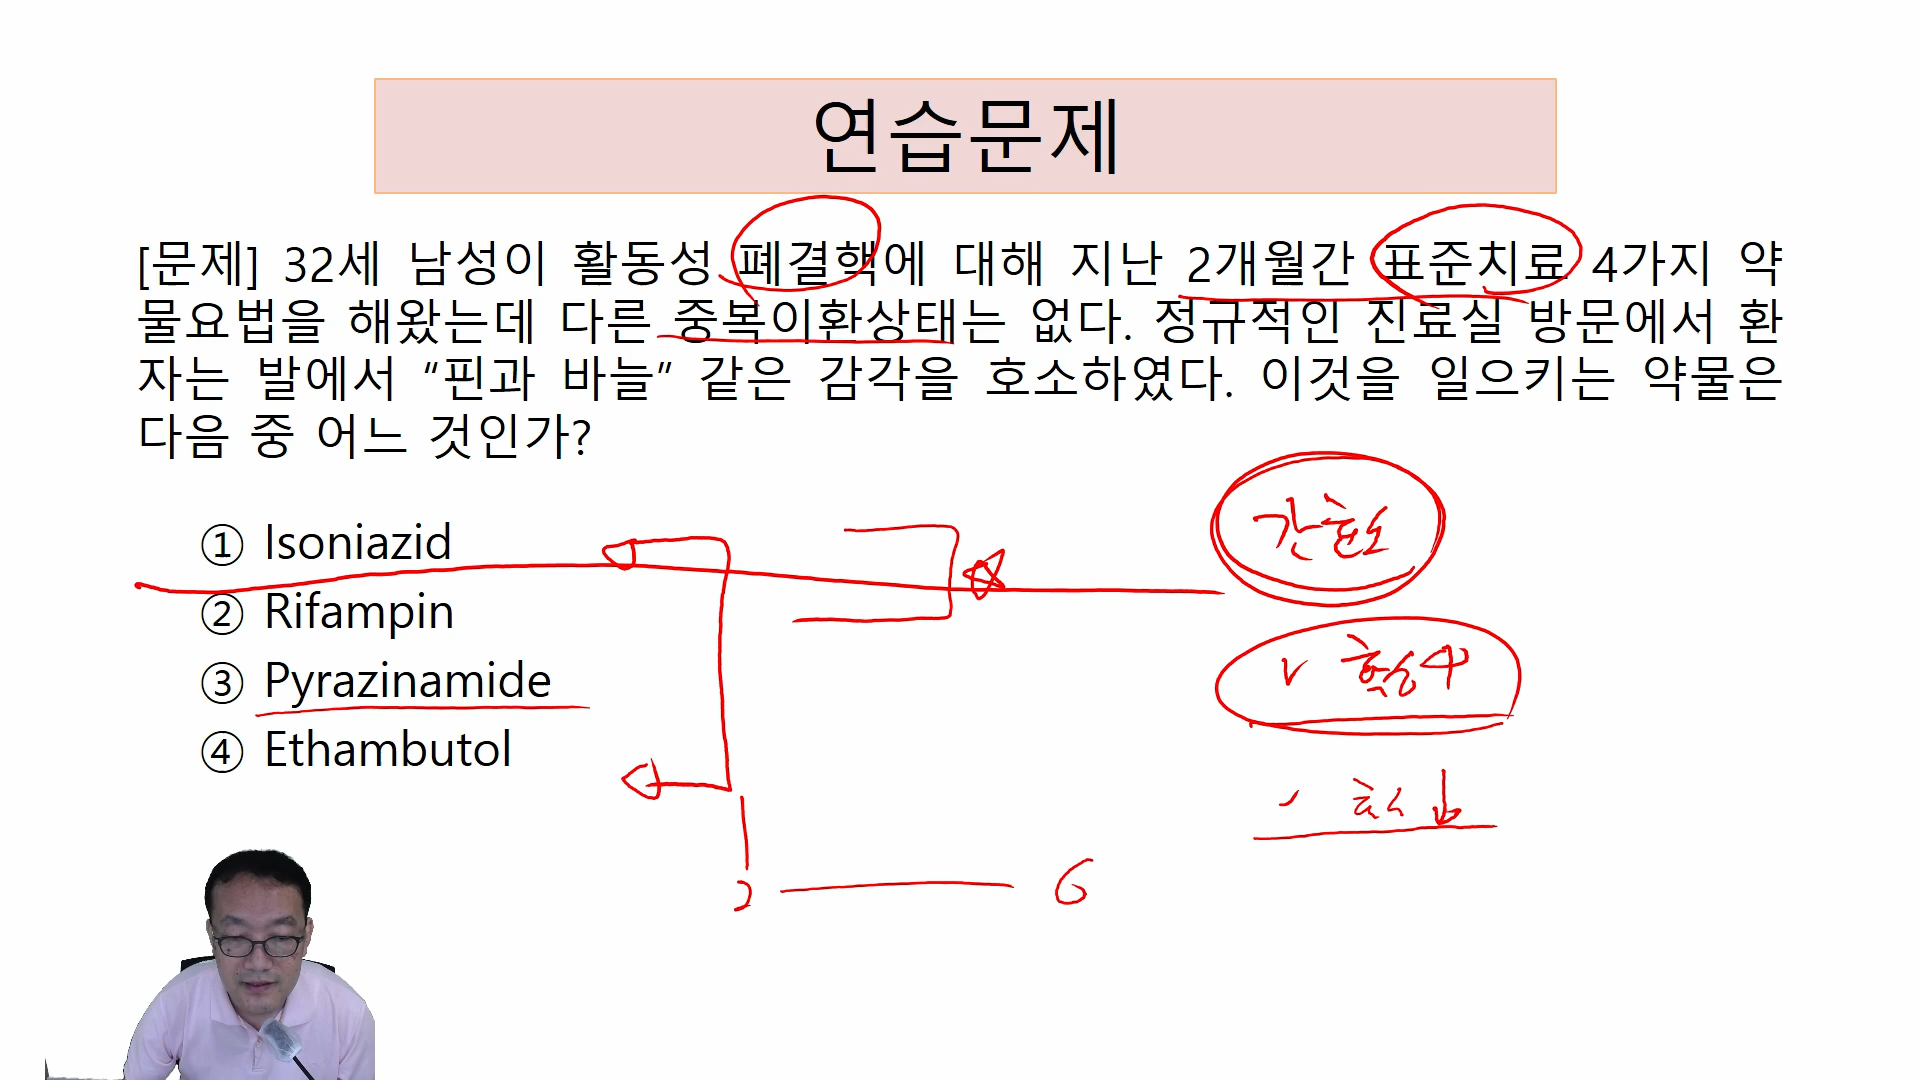 연습문제
[문제] 32세 남성이 활동성 폐결핵에 대해 지난 2개월간 표준치료 4가지 약
물요법을 해왔는데 다른 중복이환상태는 없다. 정규적인 진료실 방문에서 환
자는 발에서 “핀과 바늘” 같은 감각을 호소하였다. 이것을 일으키는 약물은
다음 중 어느 것인가?
① Isoniazid
② Rifampin
③ Pyrazinamide
④ Ethambutol
2
6